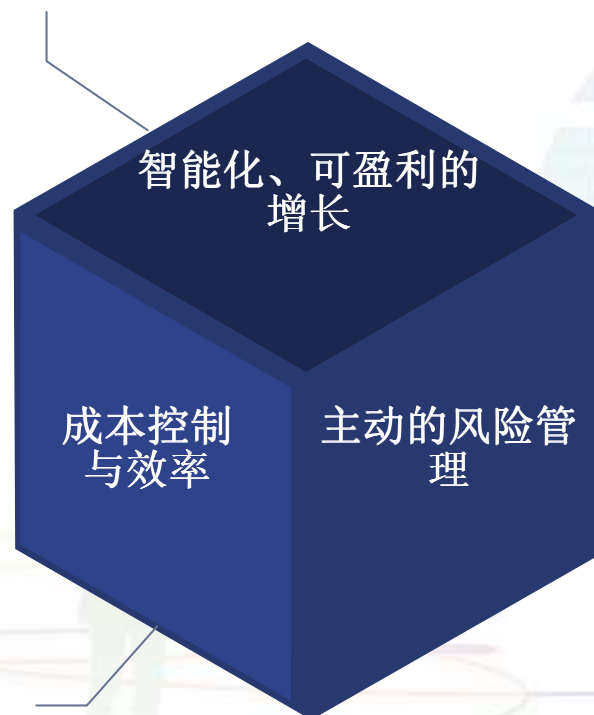 智能化、可盈利的
增长
成本控制
与效率
主动的风险管
理